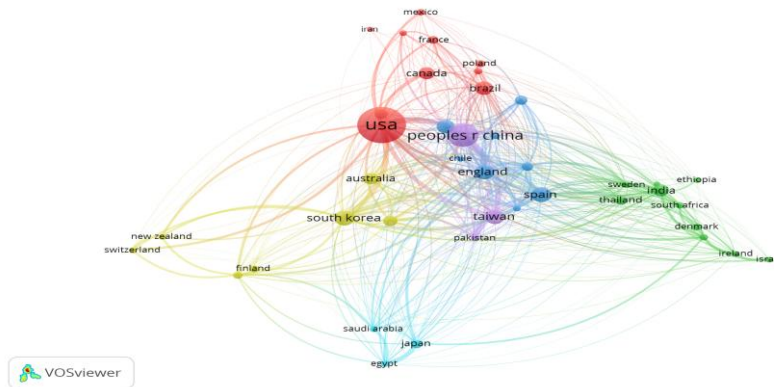 mexico
iran
france
poland
canada
brazil
usa
peoples r china
chile
england
australia
sweden
ethiopia
india
spain
thailand
south africa
taiwan
south korea
denmark
new zealand
pakistan
switzerland
ireland
isra
finland
saudi arabia
japan
egypt
VOSviewer